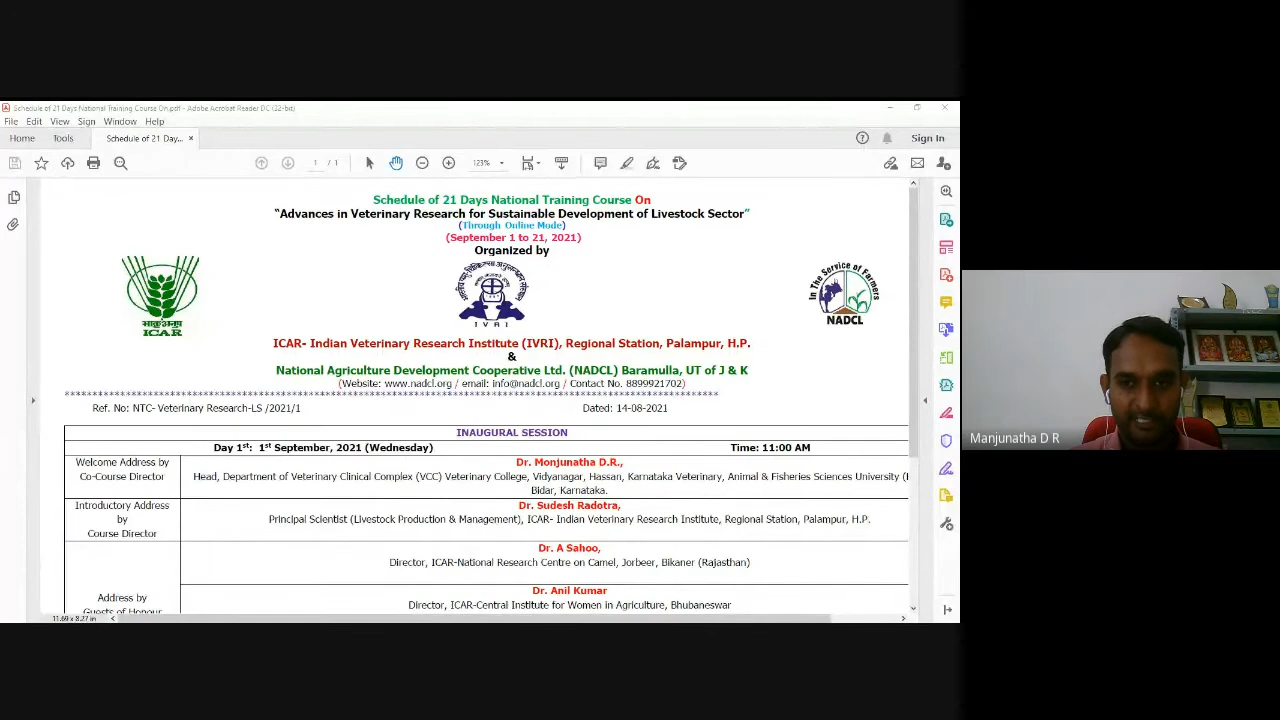 Schedule of 21 Days National Training Course On.pdf - Adobe Acrobat Reader DC (32-bit)
File Edit View Sign Window Help
Home Tools Schedule of 21 Day... × Sign In
1 / 1 123%
Schedule of 21 Days National Training Course On
“Advances in Veterinary Research for Sustainable Development of Livestock Sector”
(Through Online Mode)
(September 1 to 21, 2021)
Organized by
ICAR
I V R I
In The Service of Farmers
NADCL
ICAR- Indian Veterinary Research Institute (IVRI), Regional Station, Palampur, H.P.
&
National Agriculture Development Cooperative Ltd. (NADCL) Baramulla, UT of J & K
(Website: www.nadcl.org / email: info@nadcl.org / Contact No. 8899921702)
Ref. No: NTC- Veterinary Research-LS /2021/1 Dated: 14-08-2021
INAUGURAL SESSION
Day 1st: 1st September, 2021 (Wednesday) Time: 11:00 AM
Welcome Address by
Co-Course Director
Dr. Monjunatha D.R.,
Head, Department of Veterinary Clinical Complex (VCC) Veterinary College, Vidyanagar, Hassan, Karnataka Veterinary, Animal & Fisheries Sciences University (
Bidar, Karnataka.
Introductory Address
by
Course Director
Dr. Sudesh Radotra,
Principal Scientist (Livestock Production & Management), ICAR- Indian Veterinary Research Institute, Regional Station, Palampur, H.P.
Address by
Guests of Honour
Dr. A Sahoo,
Director, ICAR-National Research Centre on Camel, Jorbeer, Bikaner (Rajasthan)
Dr. Anil Kumar
Director, ICAR-Central Institute for Women in Agriculture, Bhubaneswar
11.69 x 8.27 in
Manjunatha D R